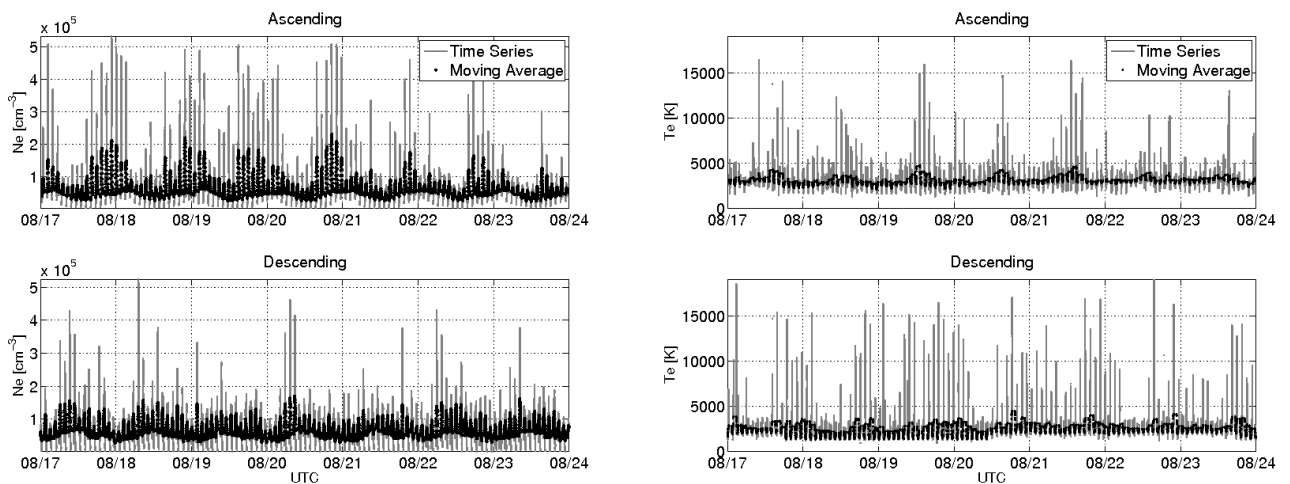 Ascending
x 10⁵
Ne [cm⁻³]
5
4
3
2
1
Time Series
Moving Average
08/17 08/18 08/19 08/20 08/21 08/22 08/23 08/24
Ascending
Te [K]
15000
10000
5000
0
Time Series
Moving Average
08/17 08/18 08/19 08/20 08/21 08/22 08/23 08/24
Descending
x 10⁵
Ne [cm⁻³]
5
4
3
2
1
08/17 08/18 08/19 08/20 08/21 08/22 08/23 08/24
UTC
Descending
Te [K]
15000
10000
5000
0
08/17 08/18 08/19 08/20 08/21 08/22 08/23 08/24
UTC